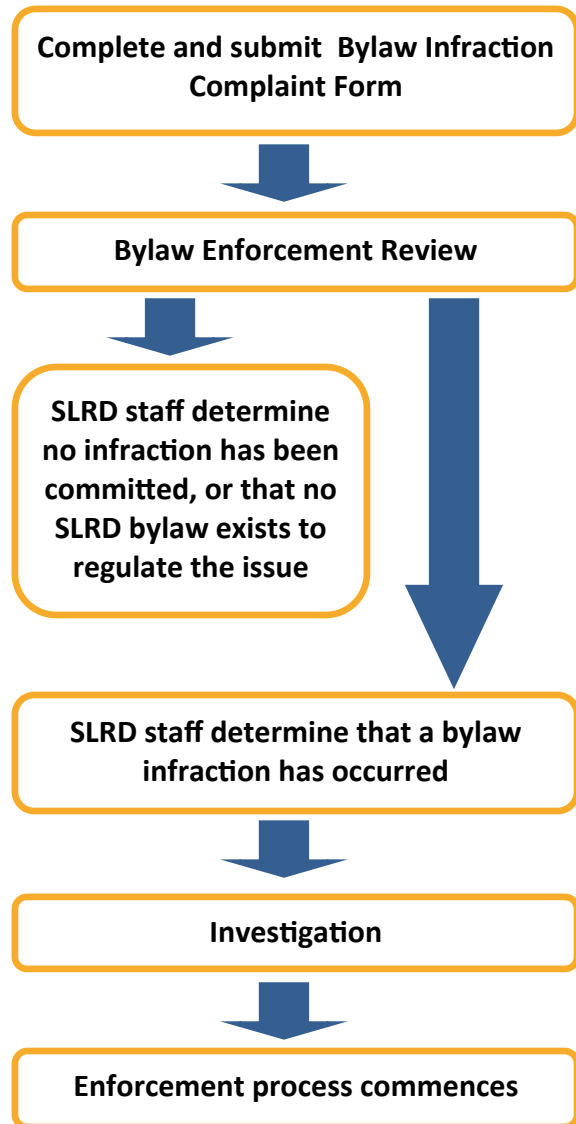 Complete and submit  Bylaw Infraction
Complaint Form
Bylaw Enforcement Review
SLRD staff determine
no infraction has been
committed, or that no
SLRD bylaw exists to
regulate the issue
SLRD staff determine that a bylaw
infraction has occurred
Investigation
Enforcement process commences